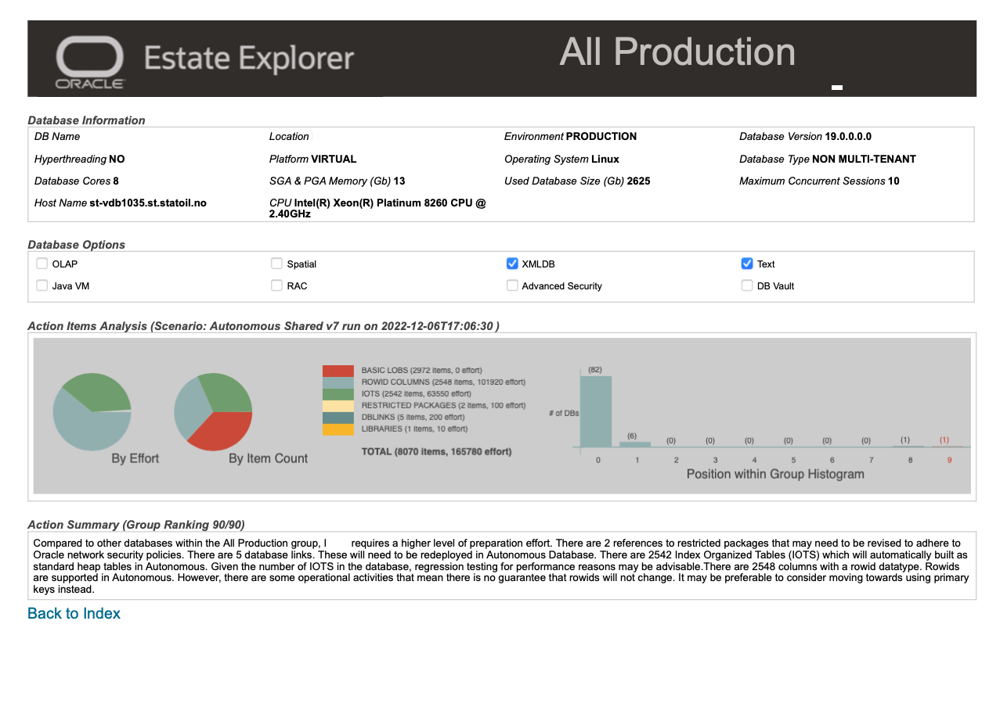 ORACLE Estate Explorer All Production
Database Information
DB Name Location Environment PRODUCTION Database Version 19.0.0.0.0
Hyperthreading NO Platform VIRTUAL Operating System Linux Database Type NON MULTI-TENANT
Database Cores 8 SGA & PGA Memory (Gb) 13 Used Database Size (Gb) 2625 Maximum Concurrent Sessions 10
Host Name st-vdb1035.st.statoil.no CPU Intel(R) Xeon(R) Platinum 8260 CPU @
2.40GHz
Database Options
OLAP Spatial XMLDB Text
Java VM RAC Advanced Security DB Vault
Action Items Analysis (Scenario: Autonomous Shared v7 run on 2022-12-06T17:06:30 )
By Effort
By Item Count
BASIC LOBS (2972 items, 0 effort)
ROWID COLUMNS (2548 items, 101920 effort)
IOTS (2542 items, 63550 effort)
RESTRICTED PACKAGES (2 items, 100 effort)
DBLINKS (5 items, 200 effort)
LIBRARIES (1 items, 10 effort)
TOTAL (8070 items, 165780 effort)
# of DBs
(82) (6) (0) (0) (0) (0) (0) (0) (1) (1)
0 1 2 3 4 5 6 7 8 9
Position within Group Histogram
Action Summary (Group Ranking 90/90)
Compared to other databases within the All Production group, I requires a higher level of preparation effort. There are 2 references to restricted packages that may need to be revised to adhere to
Oracle network security policies. There are 5 database links. These will need to be redeployed in Autonomous Database. There are 2542 Index Organized Tables (IOTS) which will automatically built as
standard heap tables in Autonomous. Given the number of IOTS in the database, regression testing for performance reasons may be advisable.There are 2548 columns with a rowid datatype. Rowids
are supported in Autonomous. However, there are some operational activities that mean there is no guarantee that rowids will not change. It may be preferable to consider moving towards using primary
keys instead.
Back to Index